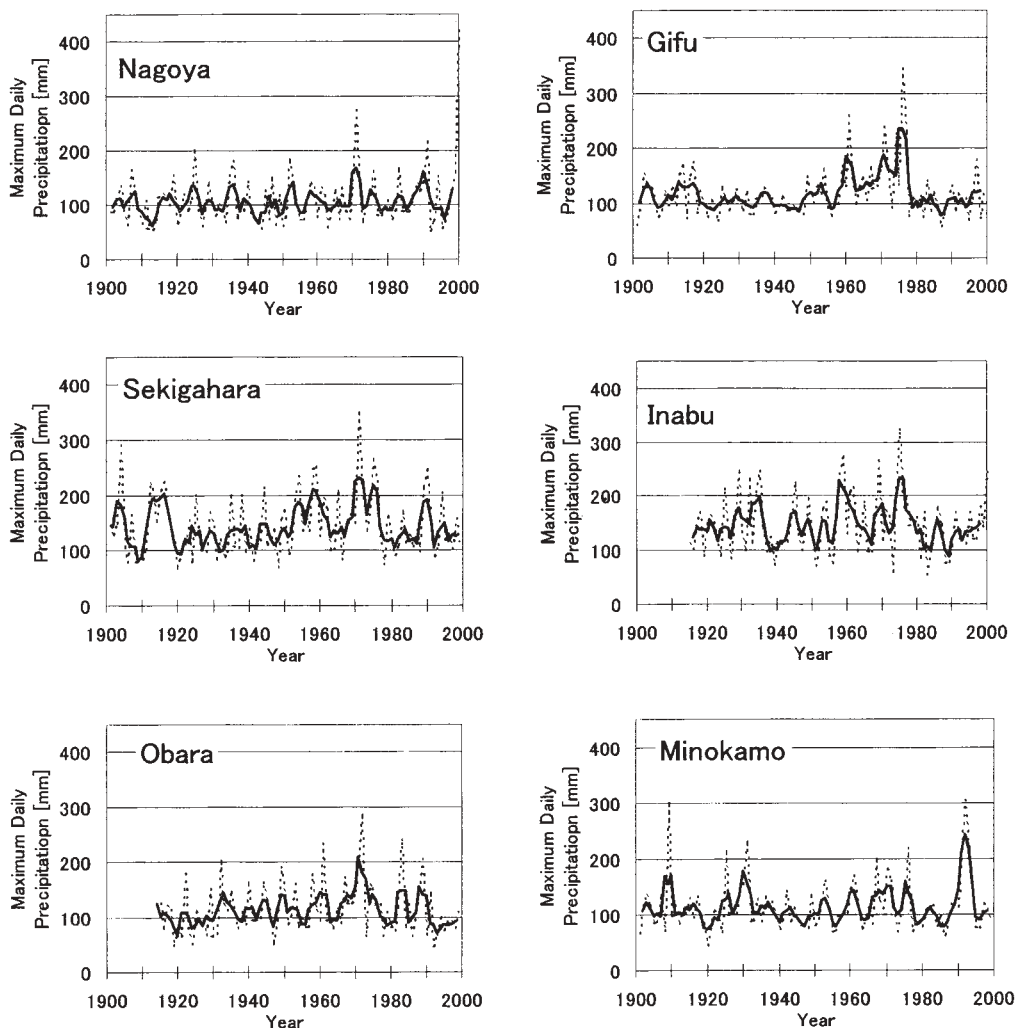 Maximum Daily
Precipitatiopn [mm]
400
300
200
100
0
Nagoya
1900 1920 1940 1960 1980 2000
Year
Maximum Daily
Precipitatiopn [mm]
400
300
200
100
0
Gifu
1900 1920 1940 1960 1980 2000
Year
Maximum Daily
Precipitatiopn [mm]
400
300
200
100
0
Sekigahara
1900 1920 1940 1960 1980 2000
Year
Maximum Daily
Precipitatiopn [mm]
400
300
200
100
0
Inabu
1900 1920 1940 1960 1980 2000
Year
Maximum Daily
Precipitatiopn [mm]
400
300
200
100
0
Obara
1900 1920 1940 1960 1980 2000
Year
Maximum Daily
Precipitatiopn [mm]
400
300
200
100
0
Minokamo
1900 1920 1940 1960 1980 2000
Year